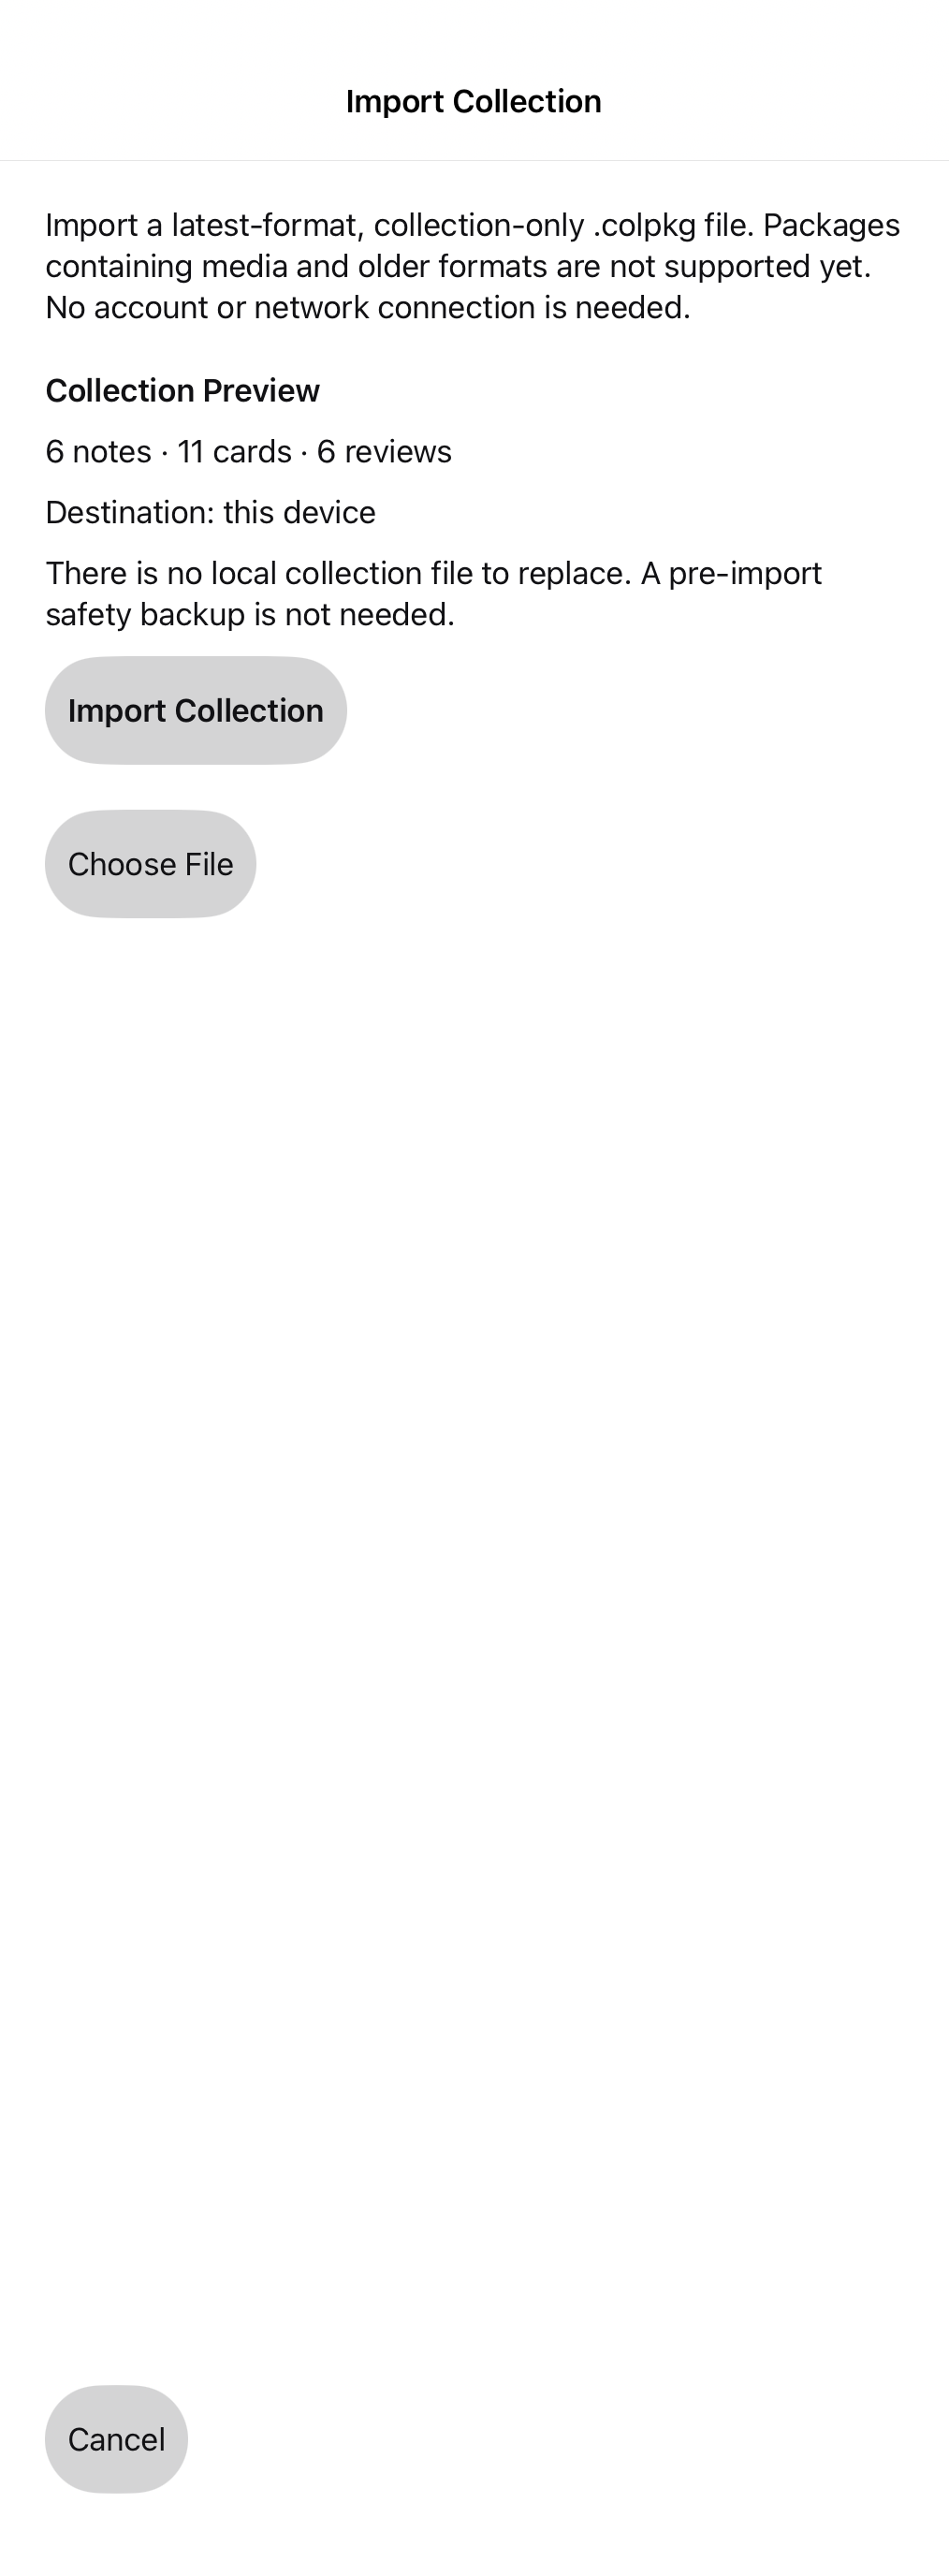 Import Collection
Import a latest-format, collection-only .colpkg file. Packages
containing media and older formats are not supported yet.
No account or network connection is needed.
Collection Preview
6 notes · 11 cards · 6 reviews
Destination: this device
There is no local collection file to replace. A pre-import
safety backup is not needed.
Import Collection
Choose File
Cancel